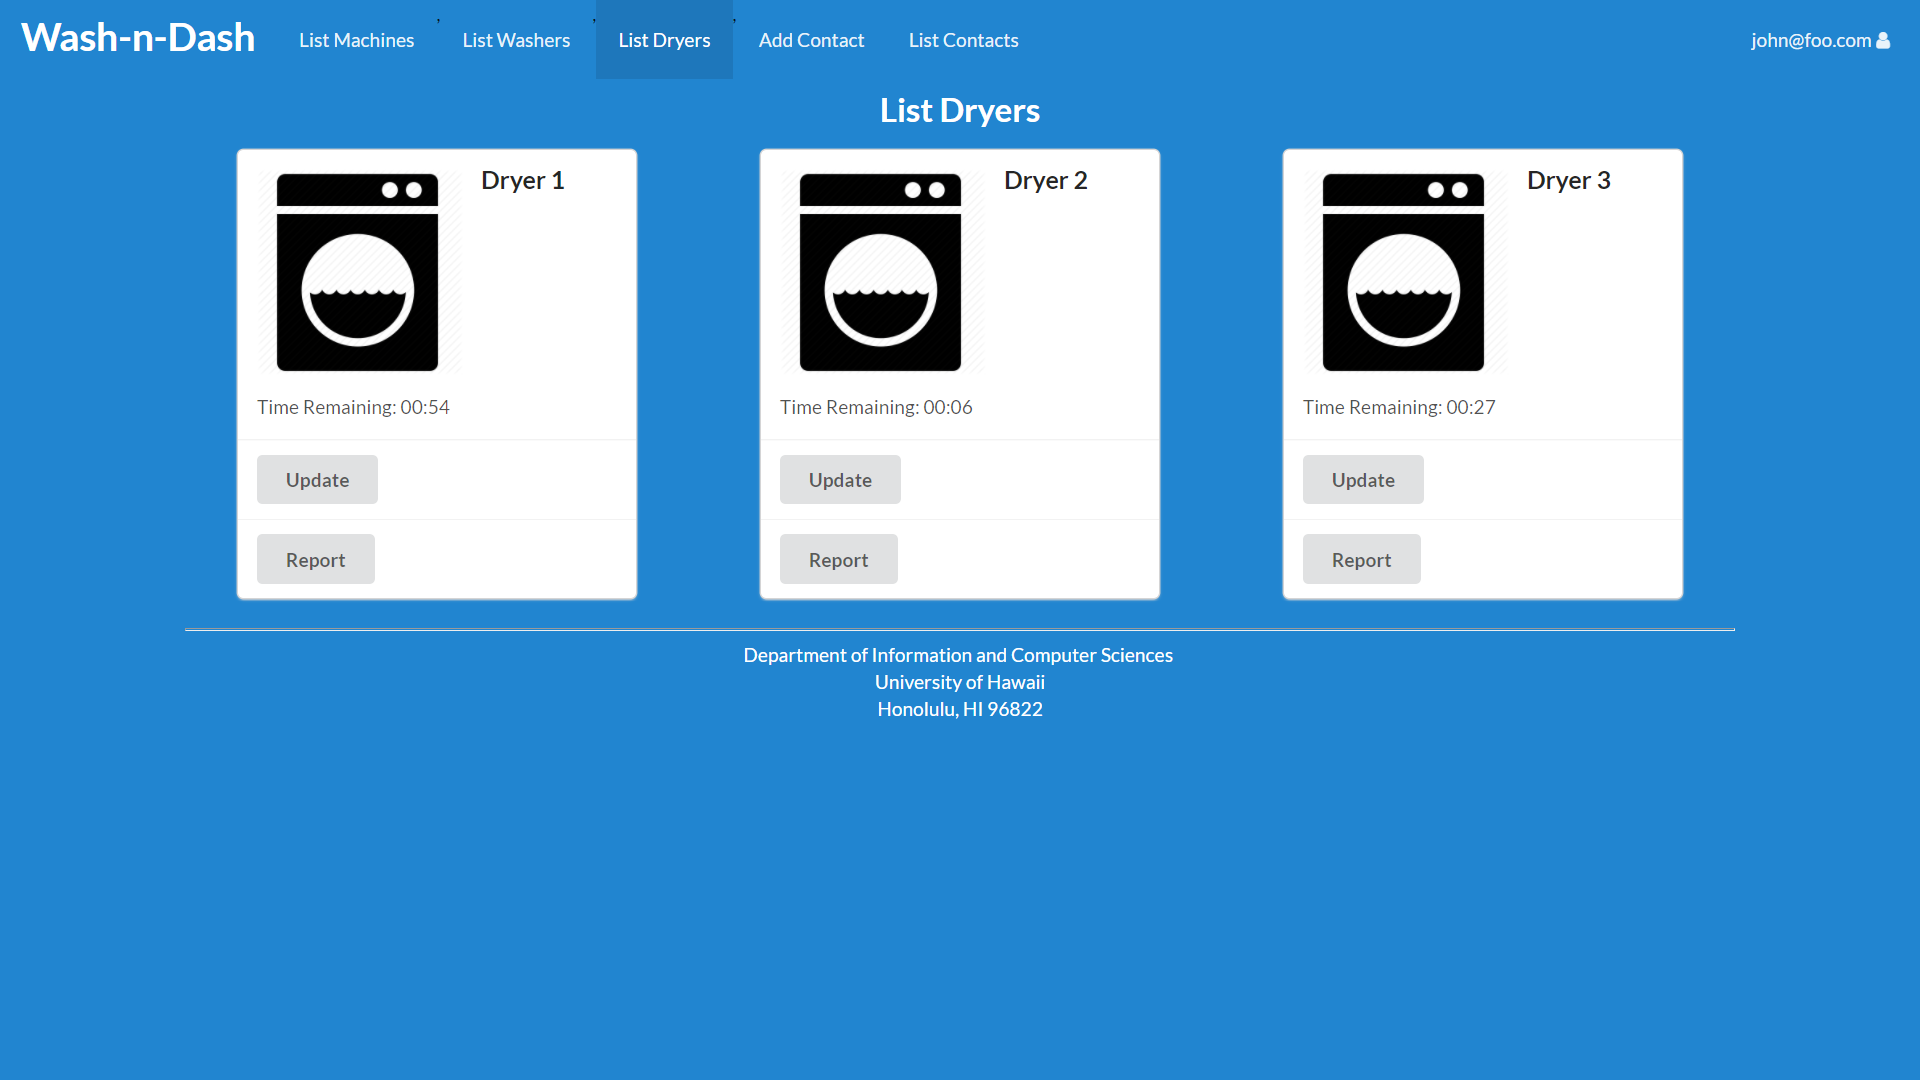 Wash-n-Dash List Machines , List Washers , List Dryers , Add Contact List Contacts john@foo.com
List Dryers
Dryer 1
Time Remaining: 00:54
Update
Report
Dryer 2
Time Remaining: 00:06
Update
Report
Dryer 3
Time Remaining: 00:27
Update
Report
Department of Information and Computer Sciences
University of Hawaii
Honolulu, HI 96822